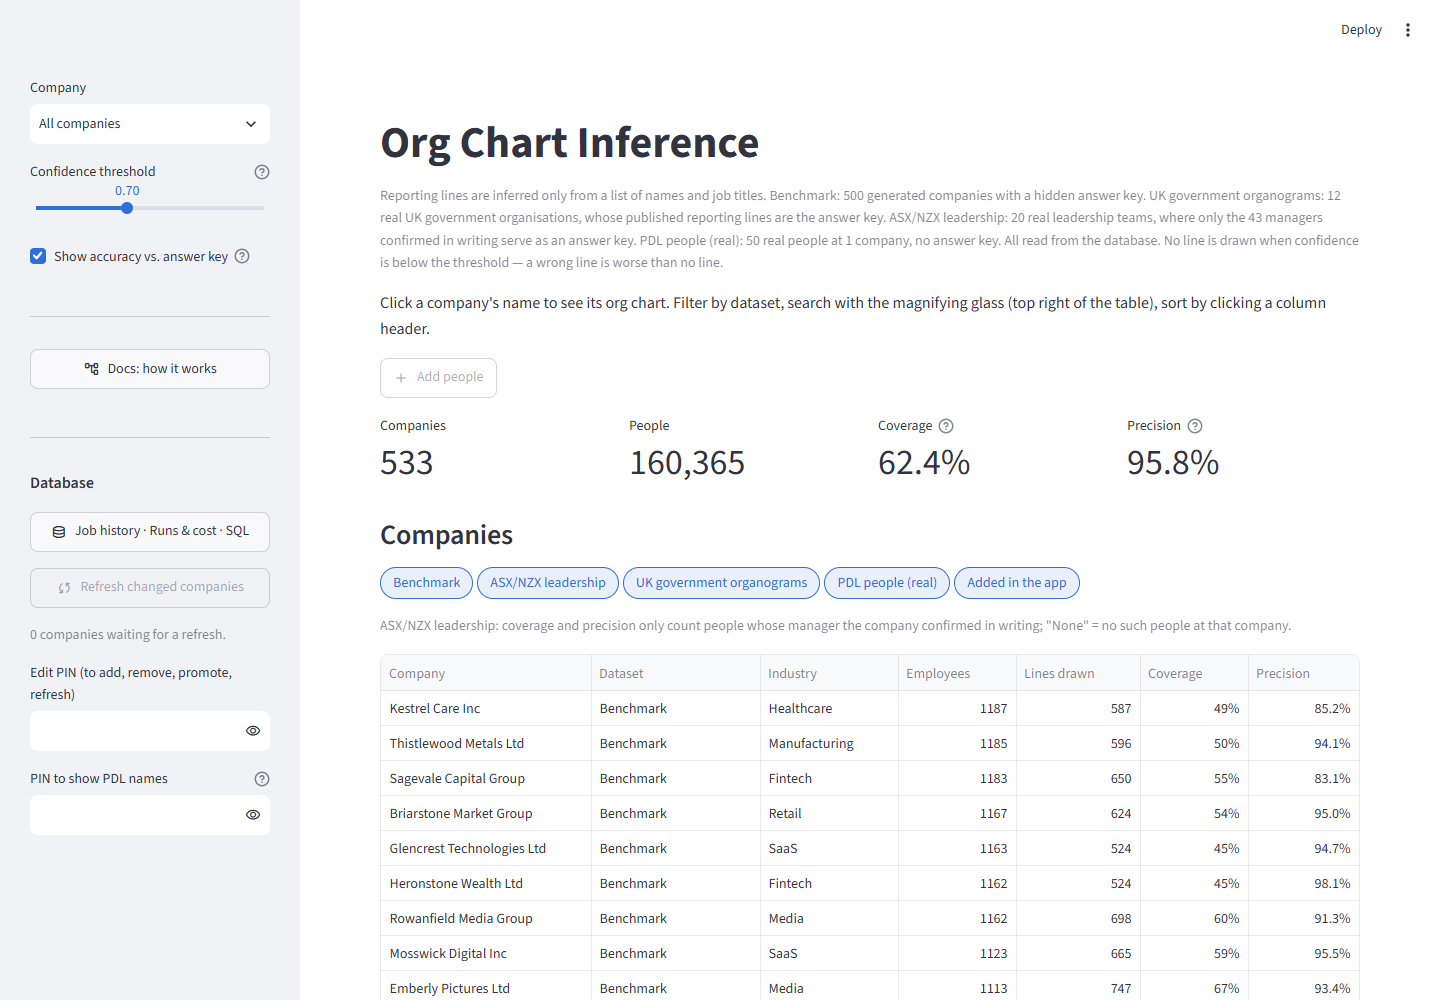 Deploy
Company
All companies
Confidence threshold
0.70
Show accuracy vs. answer key
Docs: how it works
Database
Job history · Runs & cost · SQL
Refresh changed companies
0 companies waiting for a refresh.
Edit PIN (to add, remove, promote,
refresh)
PIN to show PDL names
Org Chart Inference
Reporting lines are inferred only from a list of names and job titles. Benchmark: 500 generated companies with a hidden answer key. UK government organograms: 12
real UK government organisations, whose published reporting lines are the answer key. ASX/NZX leadership: 20 real leadership teams, where only the 43 managers
confirmed in writing serve as an answer key. PDL people (real): 50 real people at 1 company, no answer key. All read from the database. No line is drawn when confidence
is below the threshold — a wrong line is worse than no line.
Click a company's name to see its org chart. Filter by dataset, search with the magnifying glass (top right of the table), sort by clicking a column
header.
Add people
Companies People Coverage Precision
533 160,365 62.4% 95.8%
Companies
Benchmark ASX/NZX leadership UK government organograms PDL people (real) Added in the app
ASX/NZX leadership: coverage and precision only count people whose manager the company confirmed in writing; "None" = no such people at that company.
Company Dataset Industry Employees Lines drawn Coverage Precision
Kestrel Care Inc Benchmark Healthcare 1187 587 49% 85.2%
Thistlewood Metals Ltd Benchmark Manufacturing 1185 596 50% 94.1%
Sagevale Capital Group Benchmark Fintech 1183 650 55% 83.1%
Briarstone Market Group Benchmark Retail 1167 624 54% 95.0%
Glencrest Technologies Ltd Benchmark SaaS 1163 524 45% 94.7%
Heronstone Wealth Ltd Benchmark Fintech 1162 524 45% 98.1%
Rowanfield Media Group Benchmark Media 1162 698 60% 91.3%
Mosswick Digital Inc Benchmark SaaS 1123 665 59% 95.5%
Emberly Pictures Ltd Benchmark Media 1113 747 67% 93.4%